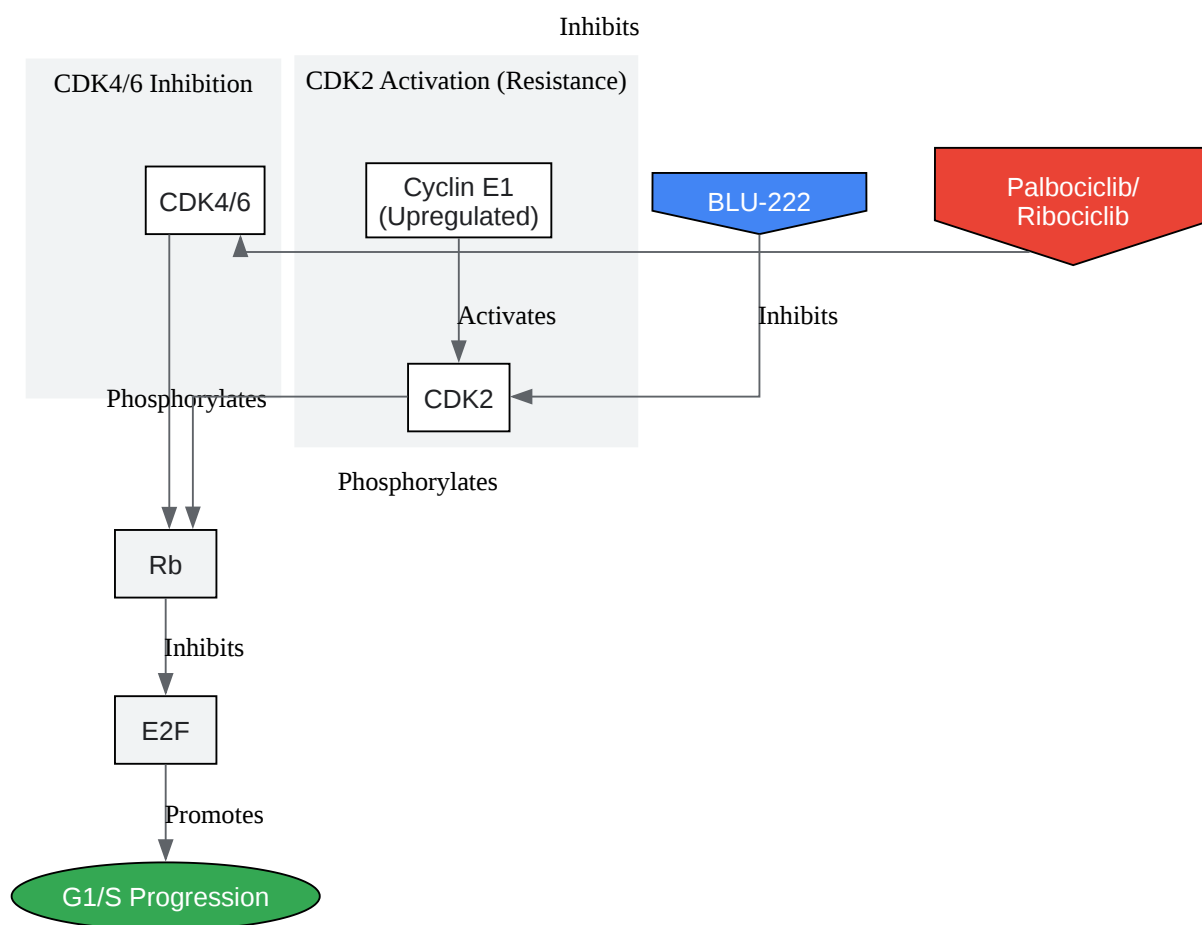 Inhibits
CDK4/6 Inhibition
CDK2 Activation (Resistance)
CDK4/6
Cyclin E1
(Upregulated)
BLU-222
Palbociclib/
Ribociclib
Activates
Inhibits
Phosphorylates
CDK2
Phosphorylates
Rb
Inhibits
E2F
Promotes
G1/S Progression